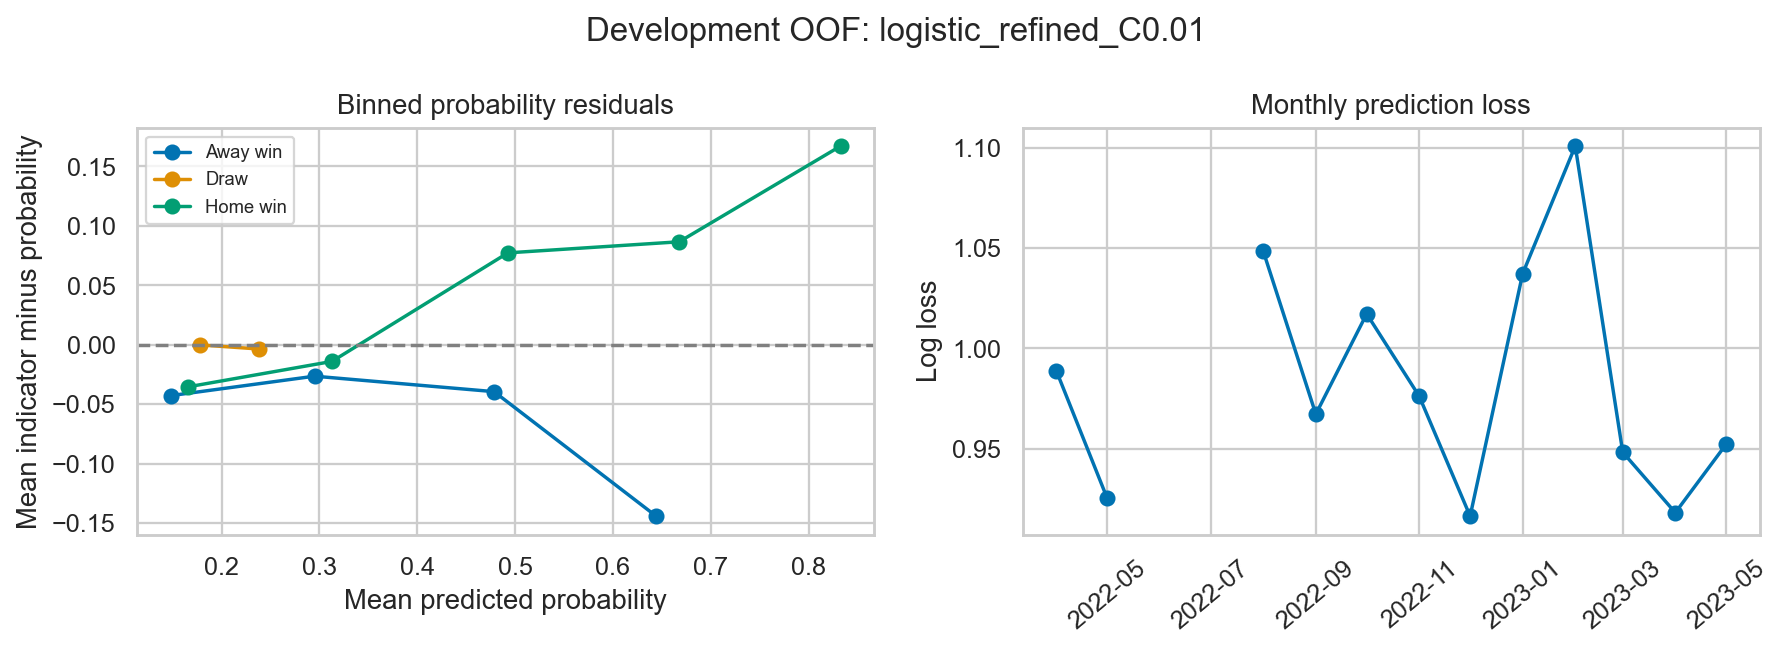 Development OOF: logistic_refined_C0.01
Binned probability residuals
Mean indicator minus probability
0.15
0.10
0.05
0.00
−0.05
−0.10
−0.15
Away win
Draw
Home win
0.2 0.3 0.4 0.5 0.6 0.7 0.8
Mean predicted probability
Monthly prediction loss
Log loss
1.10
1.05
1.00
0.95
2022-05 2022-07 2022-09 2022-11 2023-01 2023-03 2023-05